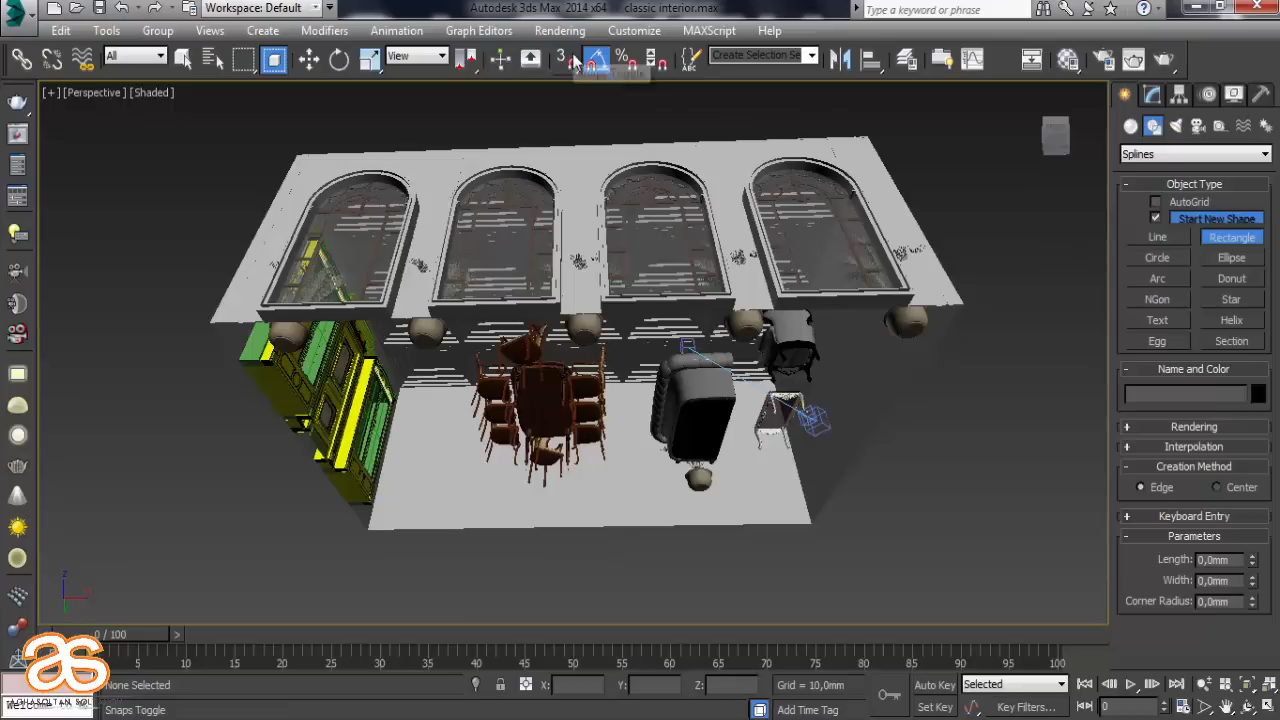 Workspace: Default
Autodesk 3ds Max 2014 x64    classic interior.max
Type a keyword or phrase
Edit Tools Group Views Create Modifiers Animation Graph Editors Rendering Customize MAXScript Help
All
View
3
%
ABC
Create Selection Se
[+] [Perspective] [Shaded]
Splines
- Object Type
AutoGrid
Start New Shape
Line Rectangle
Circle Ellipse
Arc Donut
NGon Star
Text Helix
Egg Section
- Name and Color
+ Rendering
+ Interpolation
- Creation Method
Edge Center
+ Keyboard Entry
- Parameters
Length: 0,0mm
Width: 0,0mm
Corner Radius: 0,0mm
z
0 / 100
>
5 10 15 20 25 30 35 40 45 50 55 60 65 70 75 80 85 90 95 100
as
None Selected
X: Y: Z: Grid = 10,0mm
Auto Key Selected
Snaps Toggle
Add Time Tag
Set Key Key Filters... 0